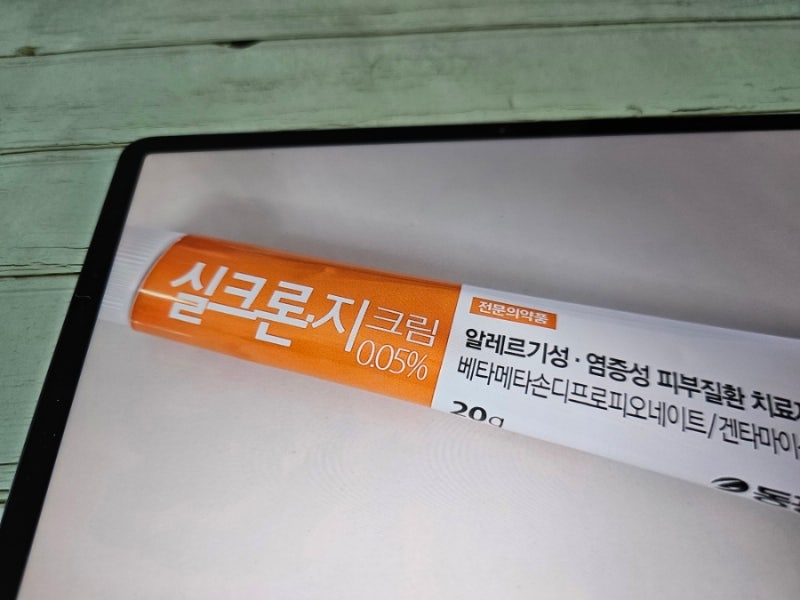 실크론·지크림
0.05%
전문의약품
알레르기성·염증성 피부질환
베타메타손디프로피오네이트/겐타마이
20g